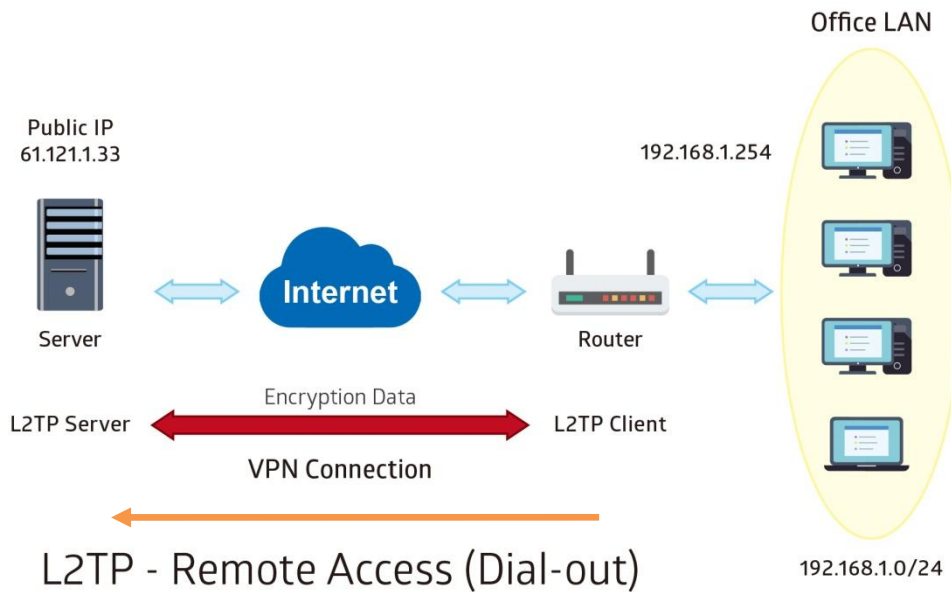 Office LAN
Public IP
61.121.1.33
192.168.1.254
Internet
Server
Router
Encryption Data
L2TP Server
L2TP Client
VPN Connection
L2TP - Remote Access (Dial-out)
192.168.1.0/24